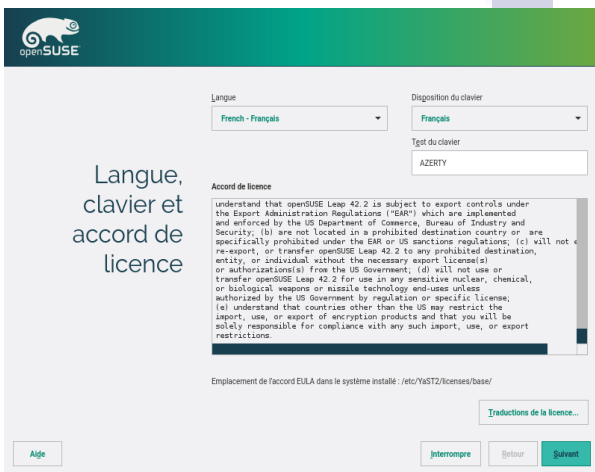 openSUSE
Langue
Disposition du clavier
French - Français
Français
Test du clavier
AZERTY
Langue,
clavier et
accord de
licence
Accord de licence
understand that openSUSE Leap 42.2 is subject to export controls under
the Export Administration Regulations ("EAR") which are implemented
and enforced by the US Department of Commerce, Bureau of Industry and
Security; (b) are not located in a prohibited destination country or are
specifically prohibited under the EAR or US sanctions regulations; (c) will not e
re-export, or transfer openSUSE Leap 42.2 to any prohibited destination,
entity, or individual without the necessary export license(s)
or authorizations(s) from the US Government; (d) will not use or
transfer openSUSE Leap 42.2 for use in any sensitive nuclear, chemical,
or biological weapons or missile technology end-uses unless
authorized by the US Government by regulation or specific license;
(e) understand that countries other than the US may restrict the
import, use, or export of encryption products and that you will be
solely responsible for compliance with any such import, use, or export
restrictions.
Emplacement de l'accord EULA dans le système installé : /etc/YaST2/licenses/base/
Traductions de la licence...
Aide
Interrompre
Retour
Suivant